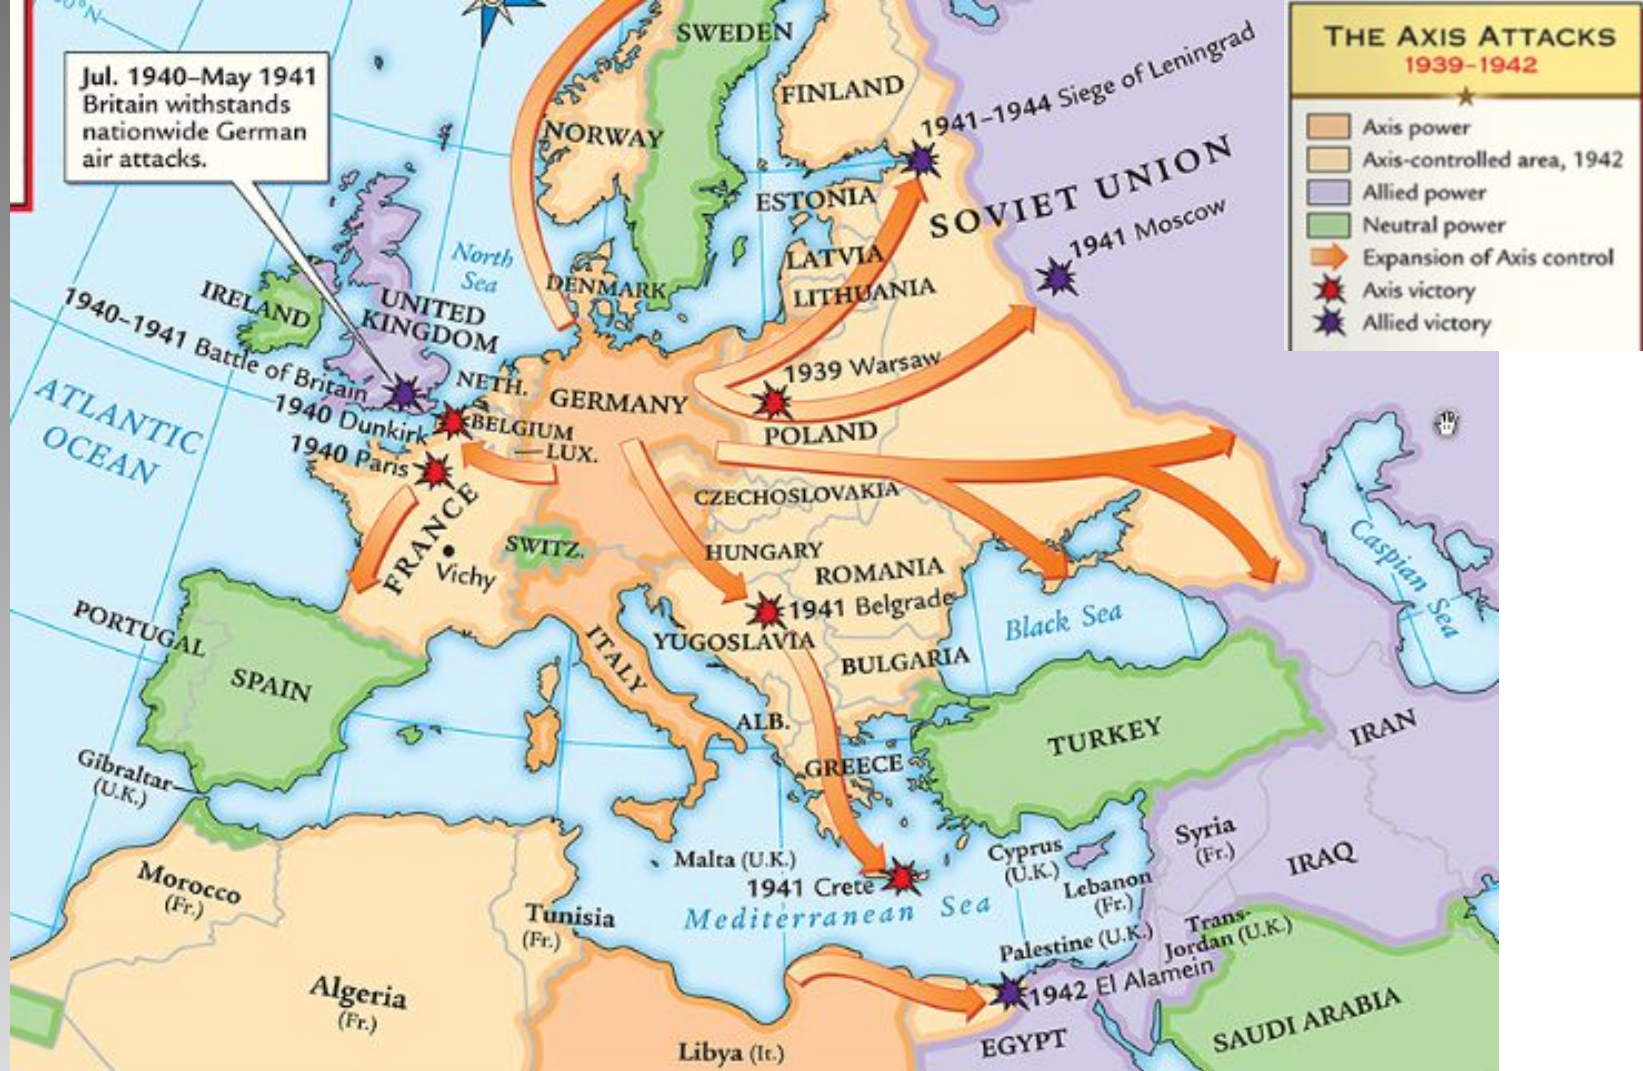 THE AXIS ATTACKS
1939–1942
Axis power
Axis-controlled area, 1942
Allied power
Neutral power
Expansion of Axis control
Axis victory
Allied victory
Jul. 1940–May 1941
Britain withstands
nationwide German
air attacks.
SWEDEN
FINLAND
NORWAY
1941–1944 Siege of Leningrad
ESTONIA
SOVIET UNION
1941 Moscow
North
Sea
LATVIA
LITHUANIA
DENMARK
IRELAND
UNITED
KINGDOM
1940–1941 Battle of Britain
NETH.
GERMANY
1939 Warsaw
POLAND
ATLANTIC
OCEAN
1940 Dunkirk
BELGIUM
LUX.
1940 Paris
CZECHOSLOVAKIA
FRANCE
SWITZ.
HUNGARY
ROMANIA
Vichy
1941 Belgrade
Black Sea
Caspian Sea
PORTUGAL
SPAIN
ITALY
YUGOSLAVIA
BULGARIA
ALB.
TURKEY
IRAN
GREECE
Gibraltar
(U.K.)
Malta (U.K.)
Cyprus
(U.K.)
Syria
(Fr.)
IRAQ
1941 Crete
Lebanon
(Fr.)
Morocco
(Fr.)
Tunisia
(Fr.)
Mediterranean Sea
Palestine (U.K.)
Trans-
Jordan (U.K.)
Algeria
(Fr.)
1942 El Alamein
Libya (It.)
EGYPT
SAUDI ARABIA